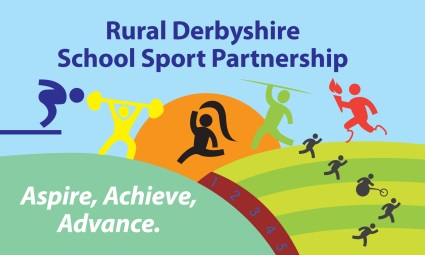 Rural Derbyshire
School Sport Partnership
Aspire, Achieve,
Advance.
1
2
3
4
5